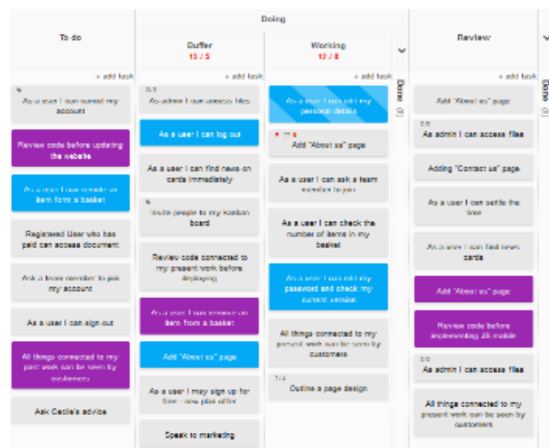 Doing
To do
Buffer
12 / 5
Working
12 / 8
Review
+ add task
+ add task
+ add task
+ add task
As a user I can cancel my
account
Review code before updating
the website
As a user I can remove an
item from a basket
Registered User who has
paid can access document
Ask a team member to join
my account
As a user I can sign out
All things connected to my
past work can be seen by
customers
Ask Cecile's advice
As admin I can access files
As a user I can log out
As a user I can find news on
cards immediately
Invite people to my kanban
board
Review code connected to
my present work before
deploying
As a user I can remove an
item from a basket
Add "About us" page
As a user I may sign up for
free - new plan offer
Speak to marketing
As a user I can edit my
personal details
Add "About us" page
As a user I can ask a team
member to join
As a user I can check the
number of items in my
basket
As a user I can edit my
password and check my
current version
All things connected to my
present work can be seen by
customers
1/2
Outline a page design
Done
Add "About us" page
As admin I can access files
Adding "Contact us" page
As a user I can settle the
time
As a user I can find news
cards
Add "About us" page
Review code before
implementing JS mobile
As admin I can access files
All things connected to my
present work can be seen by
customers
Done